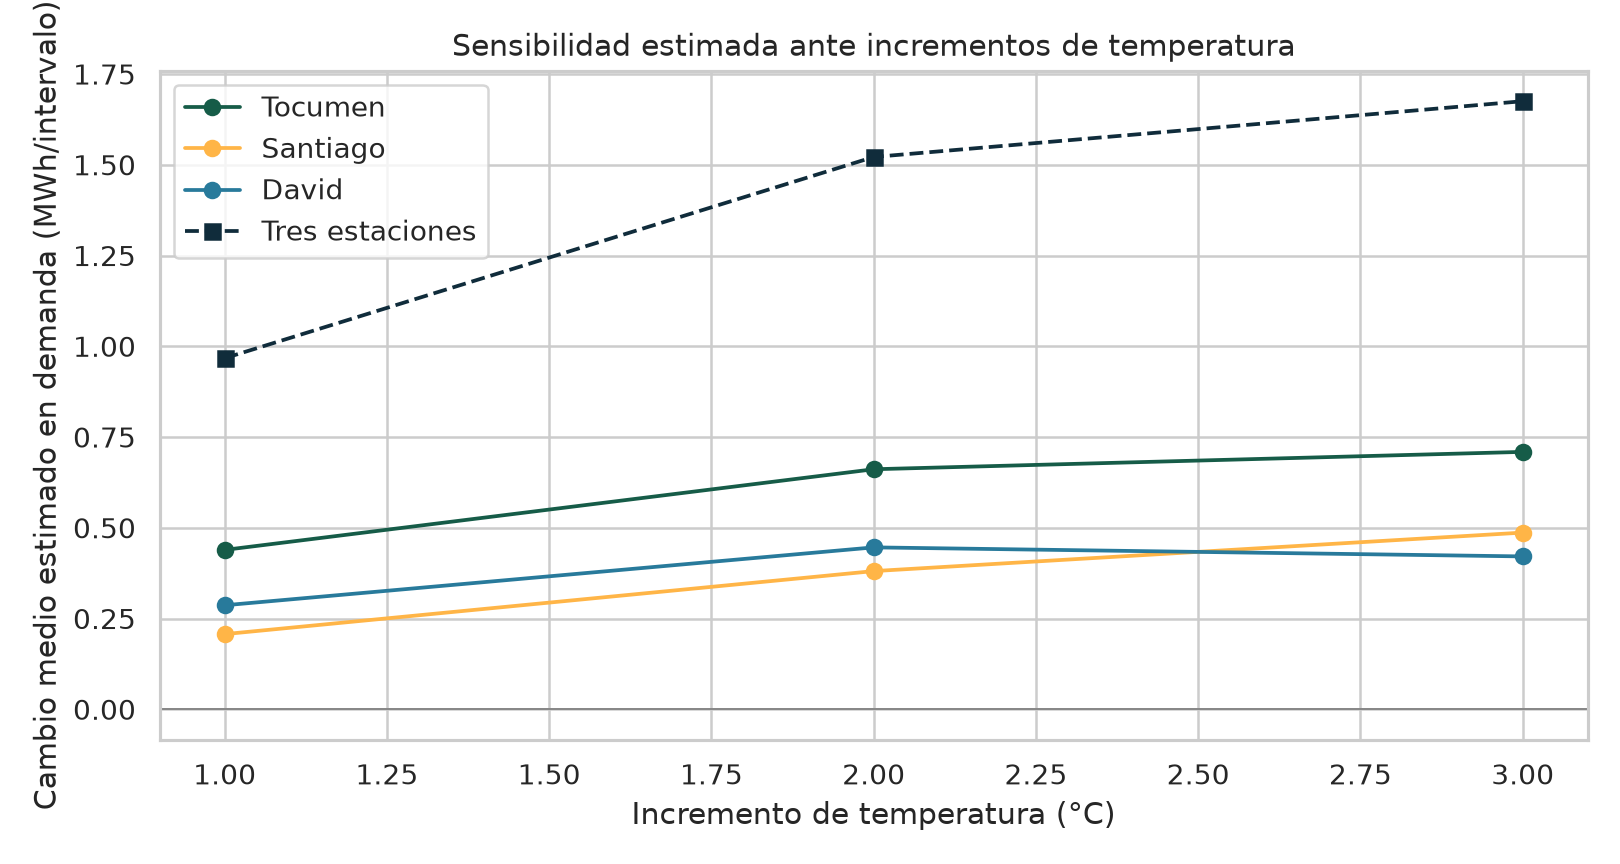 Sensibilidad estimada ante incrementos de temperatura
Cambio medio estimado en demanda (MWh/intervalo)
1.75
1.50
1.25
1.00
0.75
0.50
0.25
0.00
Tocumen
Santiago
David
Tres estaciones
1.00 1.25 1.50 1.75 2.00 2.25 2.50 2.75 3.00
Incremento de temperatura (°C)